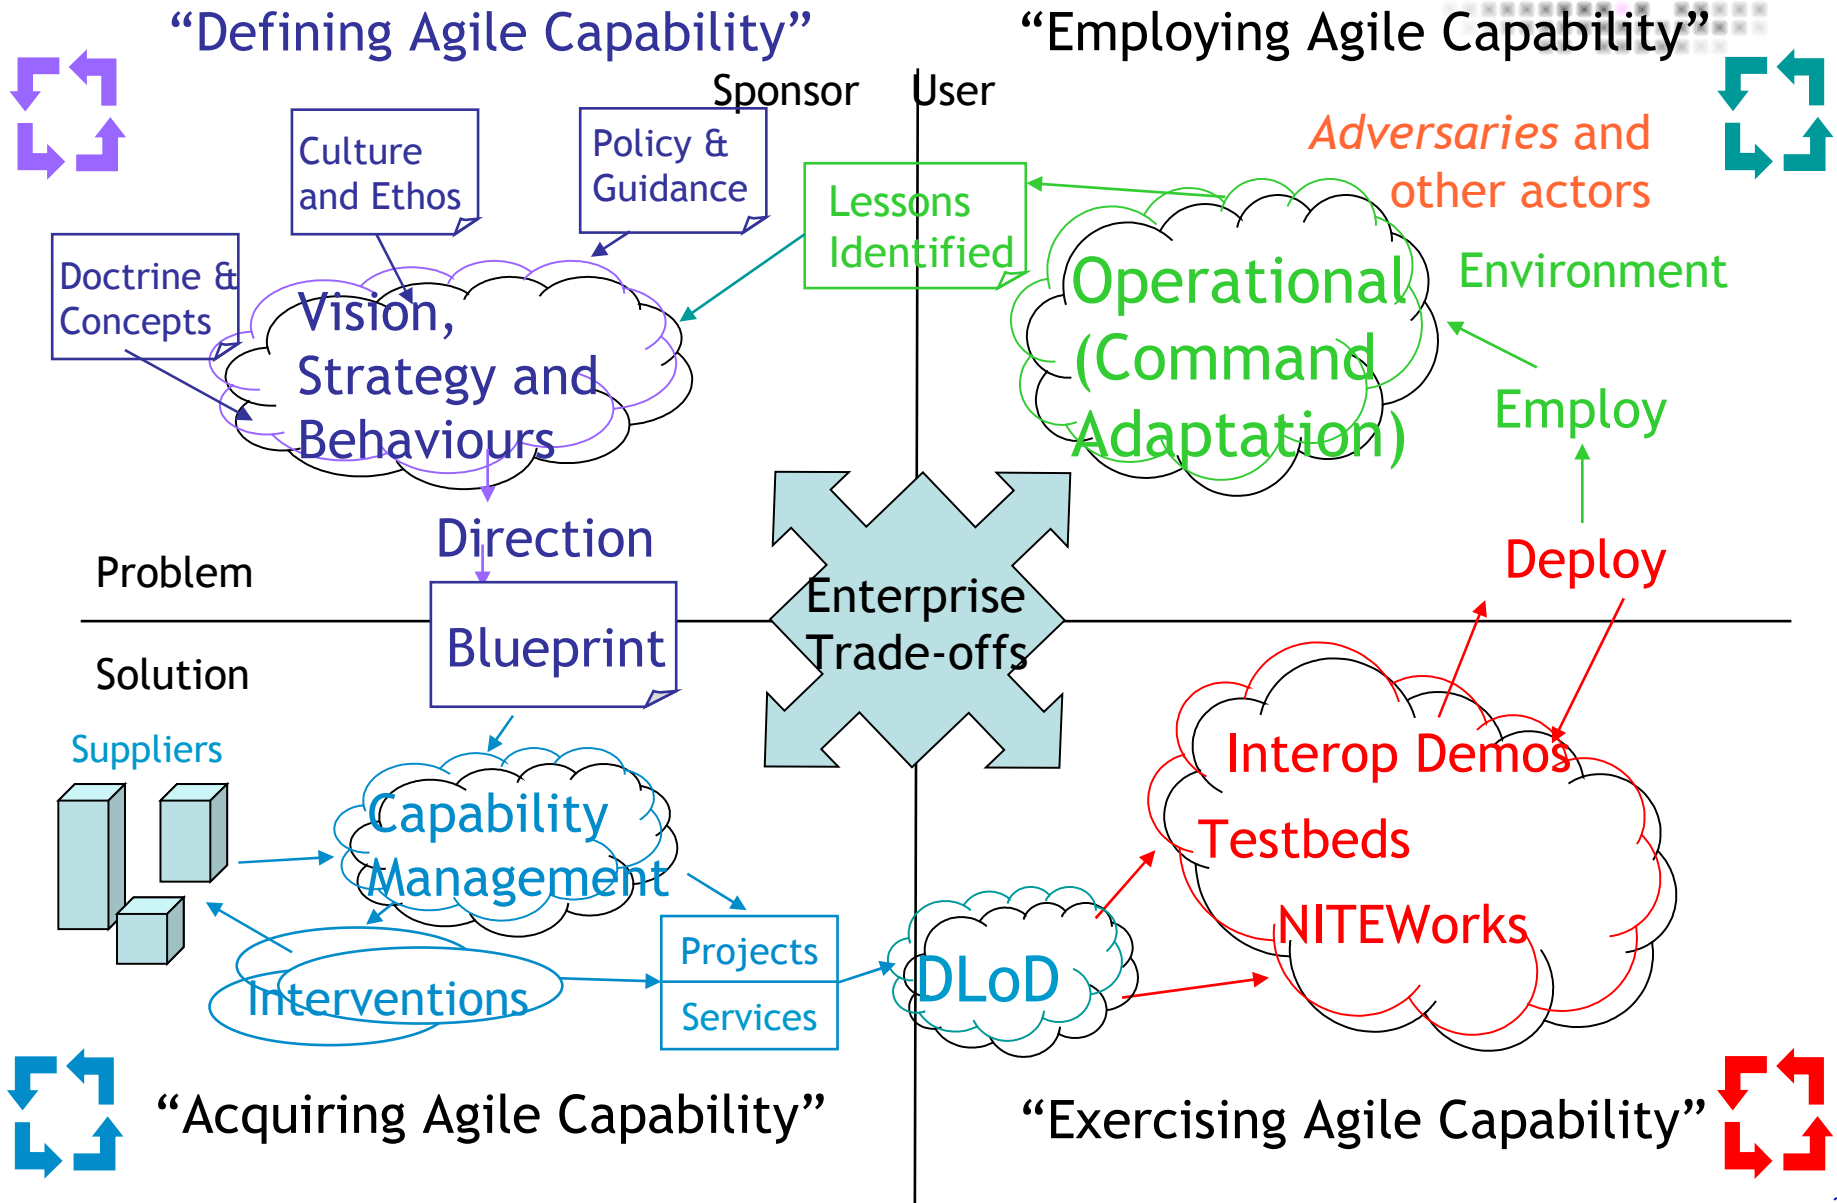 “Defining Agile Capability”
“Employing Agile Capability”
Sponsor
User
Culture
and Ethos
Policy &
Guidance
Doctrine &
Concepts
Vision,
Strategy and
Behaviours
Lessons
Identified
Adversaries and
other actors
Operational
(Command
Adaptation)
Environment
Employ
Direction
Deploy
Problem
Enterprise
Trade-offs
Blueprint
Solution
Suppliers
Capability
Management
Interventions
Projects
Services
DLoD
Interop Demos
Testbeds
NITEWorks
“Acquiring Agile Capability”
“Exercising Agile Capability”